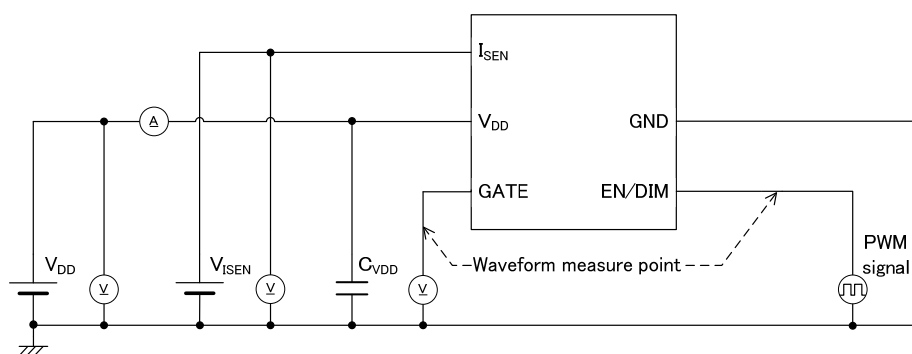 I_SEN
V_DD
GND
A
GATE
EN/DIM
PWM
signal
Waveform measure point
V_DD
V_ISEN
C_VDD
V
V
V